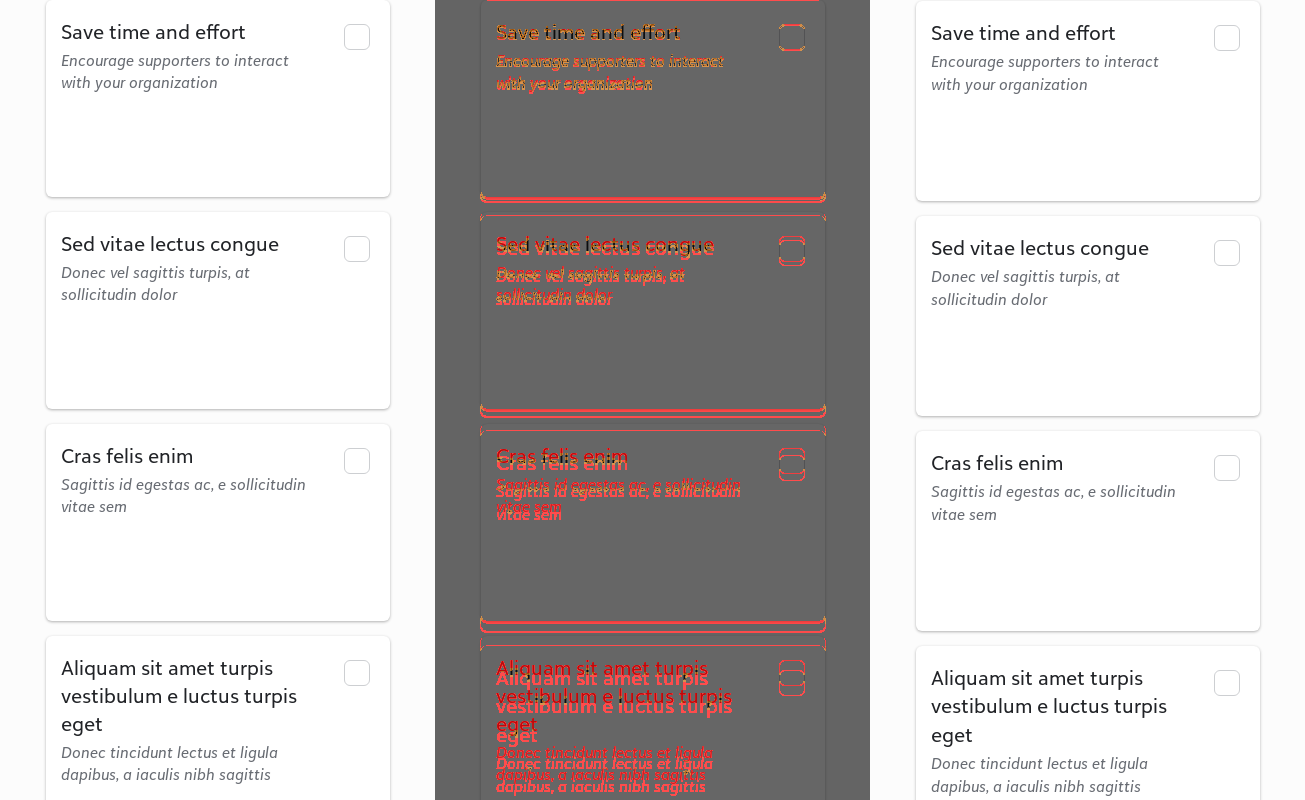 Save time and effort
Encourage supporters to interact
with your organization
Sed vitae lectus congue
Donec vel sagittis turpis, at
sollicitudin dolor
Cras felis enim
Sagittis id egestas ac, e sollicitudin
vitae sem
Aliquam sit amet turpis
vestibulum e luctus turpis
eget
Donec tincidunt lectus et ligula
dapibus, a iaculis nibh sagittis
Save time and effort
Encourage supporters to interact
with your organization
Sed vitae lectus congue
Donec vel sagittis turpis, at
sollicitudin dolor
Cras felis enim
Sagittis id egestas ac, e sollicitudin
vitae sem
Aliquam sit amet turpis
vestibulum e luctus turpis
eget
Donec tincidunt lectus et ligula
dapibus, a iaculis nibh sagittis
Save time and effort
Encourage supporters to interact
with your organization
Sed vitae lectus congue
Donec vel sagittis turpis, at
sollicitudin dolor
Cras felis enim
Sagittis id egestas ac, e sollicitudin
vitae sem
Aliquam sit amet turpis
vestibulum e luctus turpis
eget
Donec tincidunt lectus et ligula
dapibus, a iaculis nibh sagittis